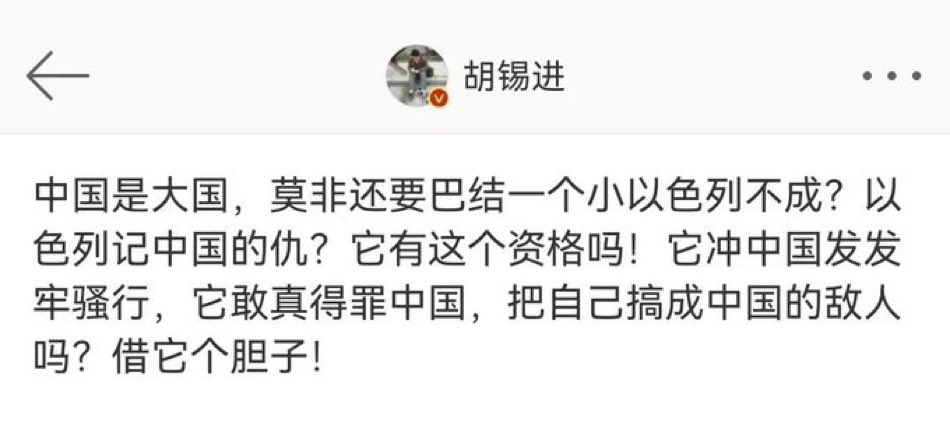 胡锡进
中国是大国，莫非还要巴结一个小以色列不成？以
色列记中国的仇？它有这个资格吗！它冲中国发发
牢骚行，它敢真得罪中国，把自己搞成中国的敌人
吗？借它个胆子！